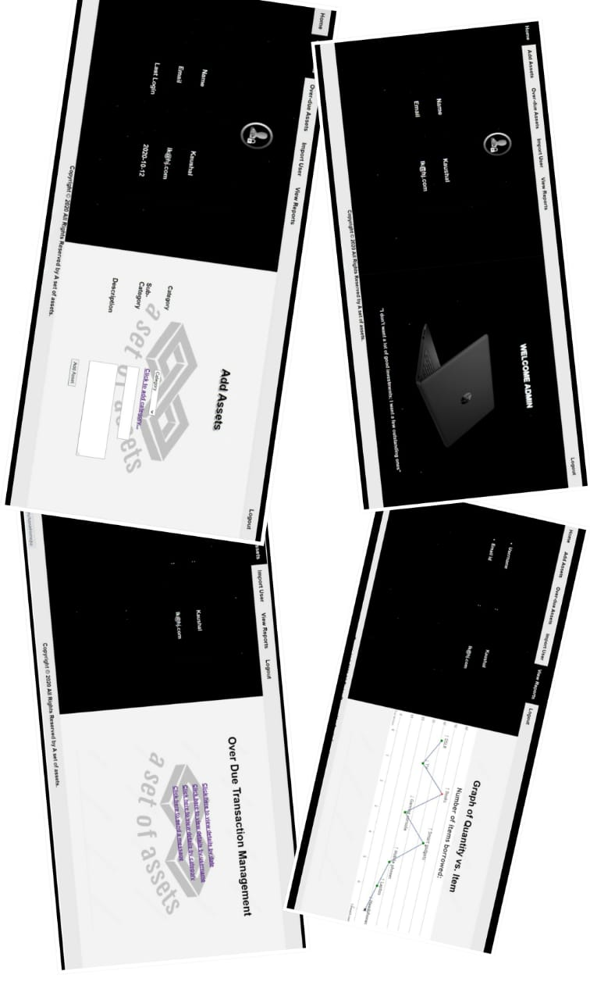 Home Add Assets Over-due Assets Import User View Reports Logout
WELCOME ADMIN
Name Kaushal
Email lk@hj.com
"I don't want a lot of good investments; I want a few outstanding ones"
Copyright © 2020 All Rights Reserved by A set of assets.
Home Over-due Assets Import User View Reports Logout
Add Assets
Name Kaushal
Email lk@hj.com
Last Login 2020-10-12
Category Category
Click to add category...
Sub-Category
Description
Add Asset
a set of assets
Copyright © 2020 All Rights Reserved by A set of assets.
Home Add Assets Over-due Assets Import User View Reports Logout
Graph of Quantity vs. Item
Number of items borrowed:
Username : Kaushal
Email Id : lk@hj.com
Import User View Reports Logout
Over Due Transaction Management
: Kaushal
: lk@hj.com
Click Here to view details by date
Click here to view details by username
Click here to view details by category
Click here to send a message
a set of assets
Copyright © 2020 All Rights Reserved by A set of assets.